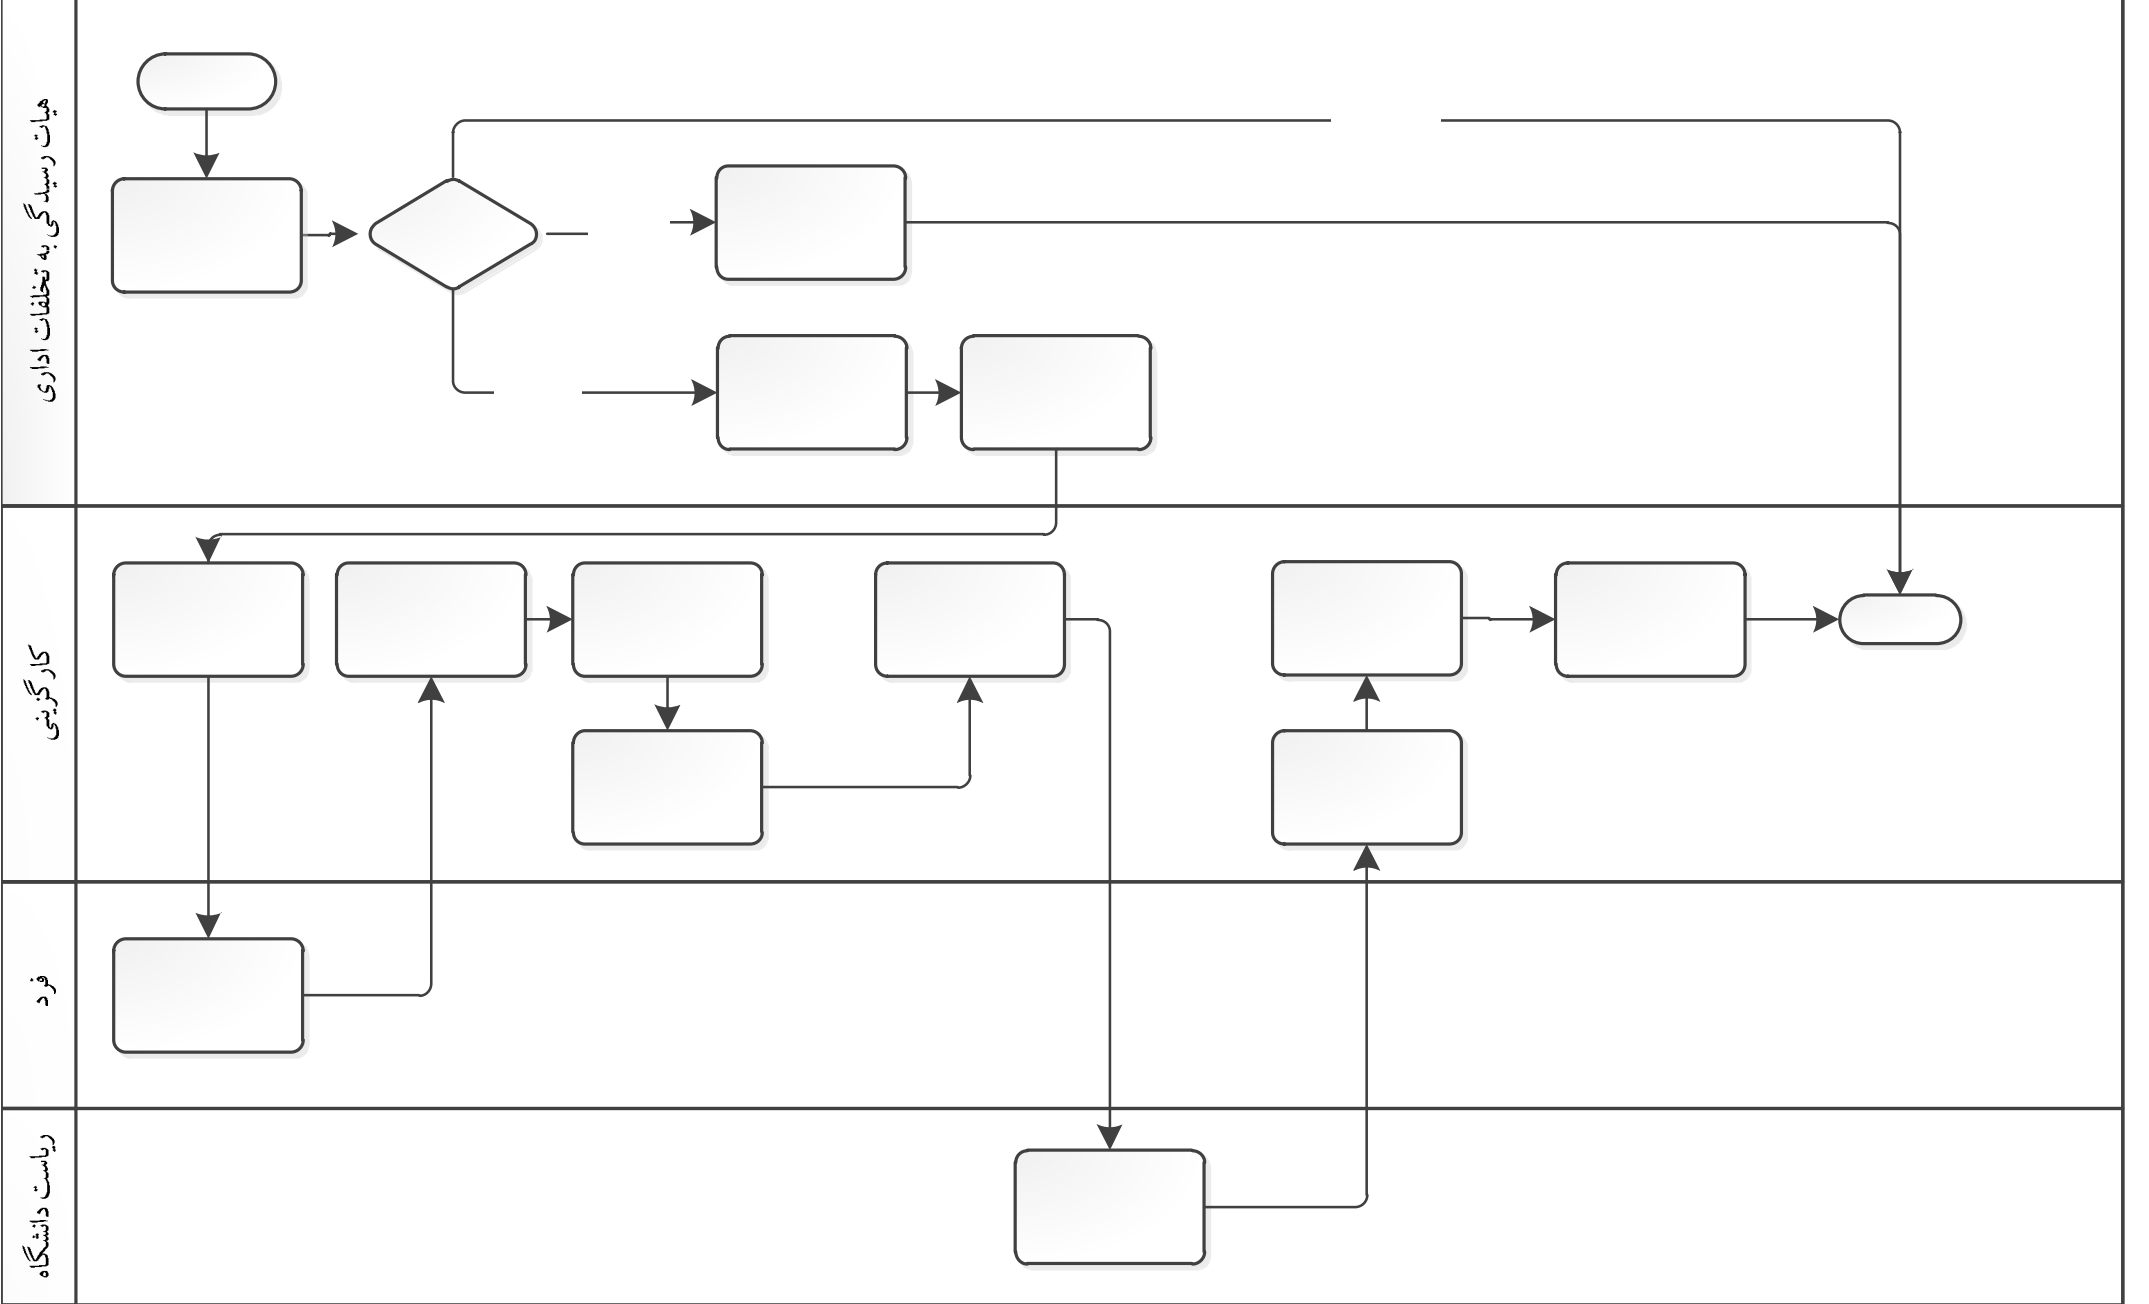 هیات رسیدگی به تخلفات اداری
کارگزینی
فرد
ریاست دانشگاه